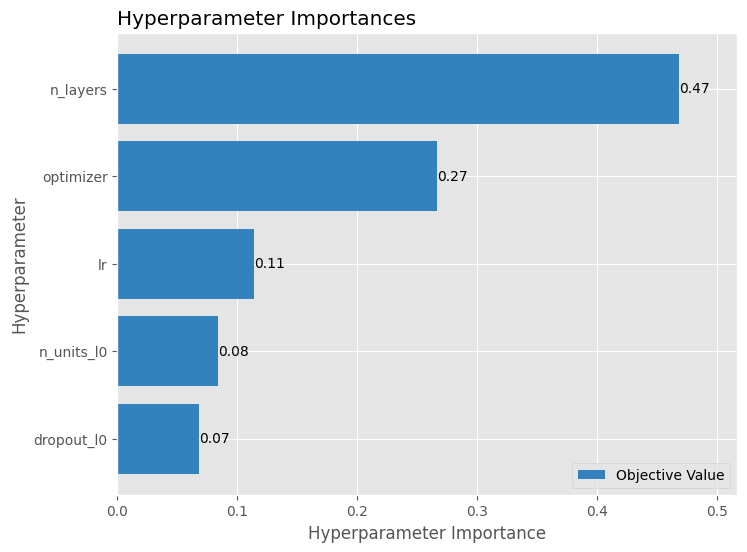 Hyperparameter Importances
Hyperparameter
n_layers
0.47
optimizer
0.27
lr
0.11
n_units_l0
0.08
dropout_l0
0.07
Objective Value
0.0 0.1 0.2 0.3 0.4 0.5
Hyperparameter Importance